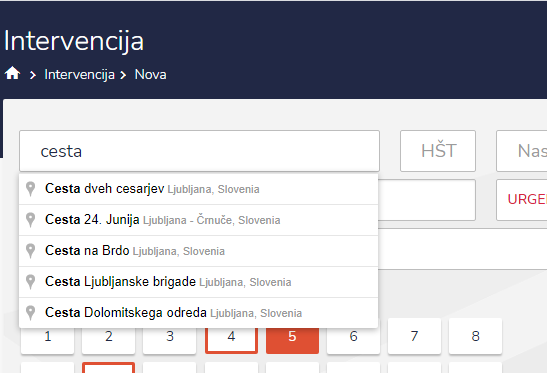 Intervencija
Intervencija > Nova
cesta HŠT Nas
Cesta dveh cesarjev Ljubljana, Slovenia
Cesta 24. Junija Ljubljana - Črnuče, Slovenia
URGE
Cesta na Brdo Ljubljana, Slovenia
Cesta Ljubljanske brigade Ljubljana, Slovenia
Cesta Dolomitskega odreda Ljubljana, Slovenia
1 2 3 4 5 6 7 8